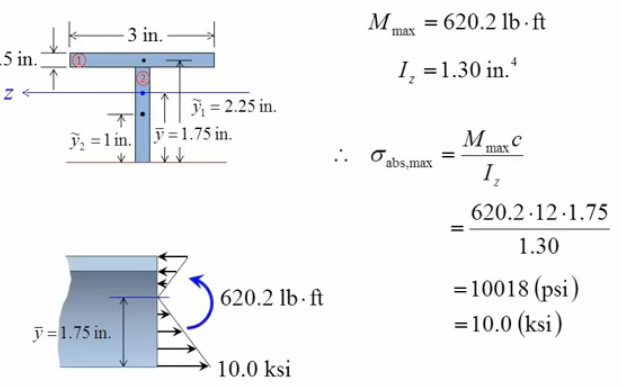 3 in.
.5 in.
①
②
z
ỹ₁ = 2.25 in.
ỹ₂ = 1 in.
y̅ = 1.75 in.
M_max = 620.2 lb · ft
I_z = 1.30 in.⁴
∴ σ_abs,max = M_max c / I_z
= 620.2 · 12 · 1.75 / 1.30
= 10018 (psi)
= 10.0 (ksi)
620.2 lb · ft
y̅ = 1.75 in.
10.0 ksi